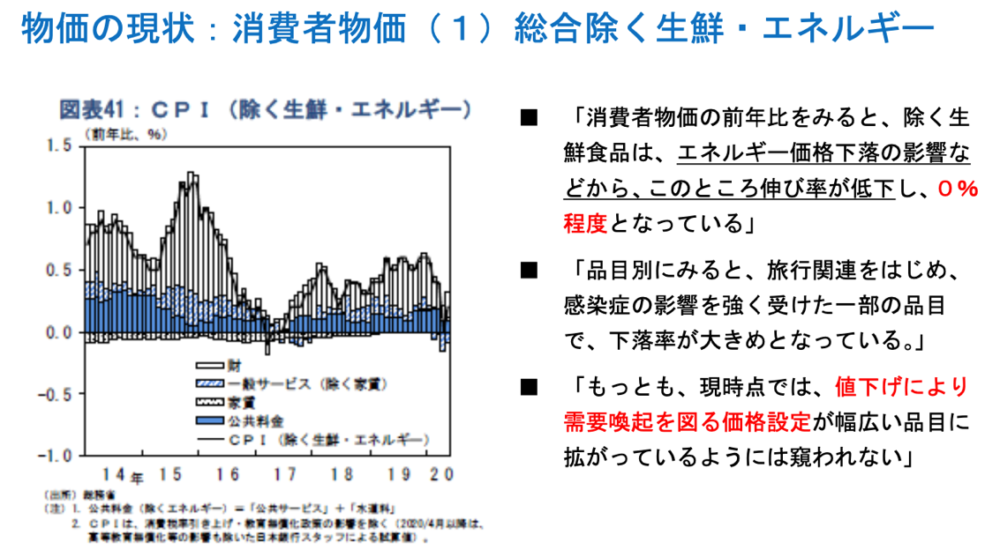 物価の現状：消費者物価（１）総合除く生鮮・エネルギー
図表41：ＣＰＩ（除く生鮮・エネルギー）
（前年比、%）
1.5
1.0
0.5
0.0
-0.5
-1.0
財
一般サービス（除く家賃）
家賃
公共料金
ＣＰＩ（除く生鮮・エネルギー）
14年 15 16 17 18 19 20
（出所）総務省
（注）1. 公共料金（除くエネルギー）＝「公共サービス」＋「水道料」
2. ＣＰＩは、消費税率引き上げ・教育無償化政策の影響を除く（2020/4月以降は、
高等教育無償化等の影響も除いた日本銀行スタッフによる試算値）。
■ 「消費者物価の前年比をみると、除く生
鮮食品は、エネルギー価格下落の影響な
どから、このところ伸び率が低下し、０％
程度となっている」
■ 「品目別にみると、旅行関連をはじめ、
感染症の影響を強く受けた一部の品目
で、下落率が大きめとなっている。」
■ 「もっとも、現時点では、値下げにより
需要喚起を図る価格設定が幅広い品目に
拡がっているようには窺われない」